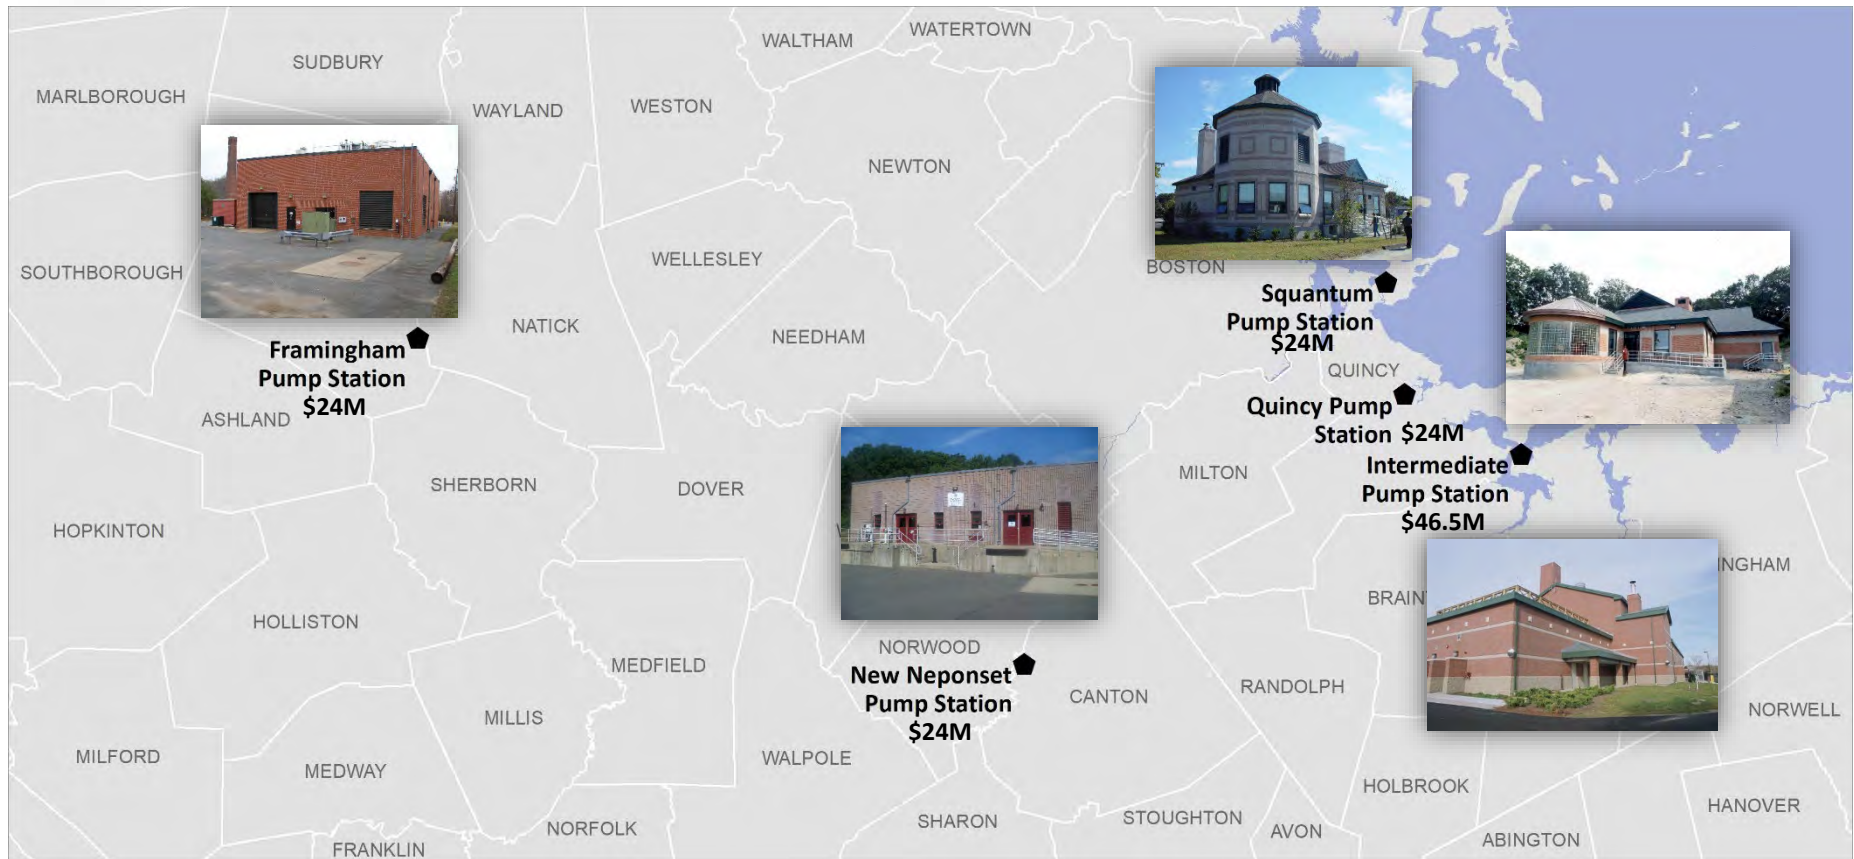 WATERTOWN
WALTHAM
SUDBURY
MARLBOROUGH
WAYLAND
WESTON
NEWTON
WELLESLEY
BOSTON
SOUTHBOROUGH
Squantum
Pump Station
$24M
NATICK
NEEDHAM
Framingham
Pump Station
$24M
QUINCY
Quincy Pump
Station $24M
ASHLAND
Intermediate
Pump Station
$46.5M
MILTON
SHERBORN
DOVER
HOPKINTON
INGHAM
BRAIN
HOLLISTON
NORWOOD
New Neponset
Pump Station
$24M
MEDFIELD
CANTON
RANDOLPH
MILLIS
NORWELL
MILFORD
MEDWAY
WALPOLE
HOLBROOK
HANOVER
SHARON
STOUGHTON
NORFOLK
AVON
ABINGTON
FRANKLIN